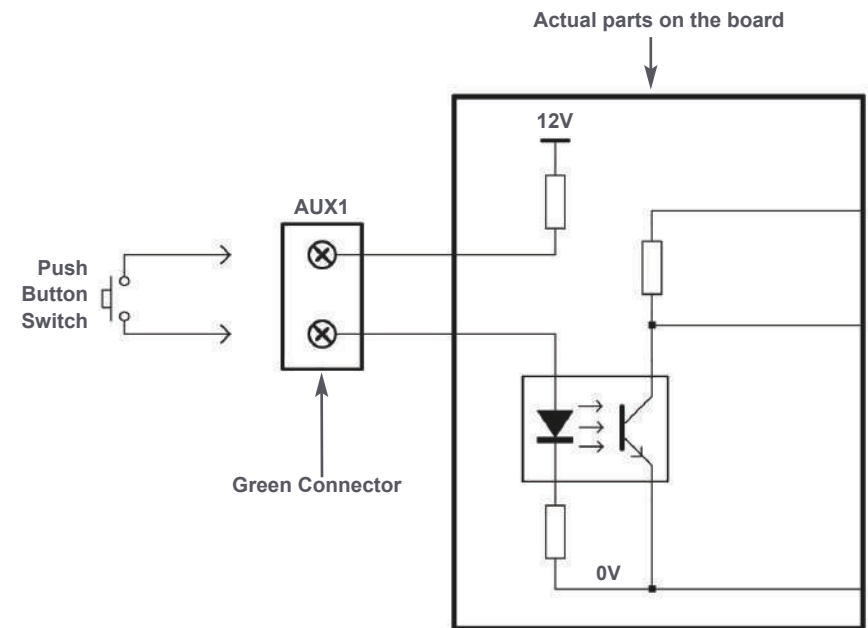 Actual parts on the board
12V
AUX1
Push
Button
Switch
Green Connector
0V